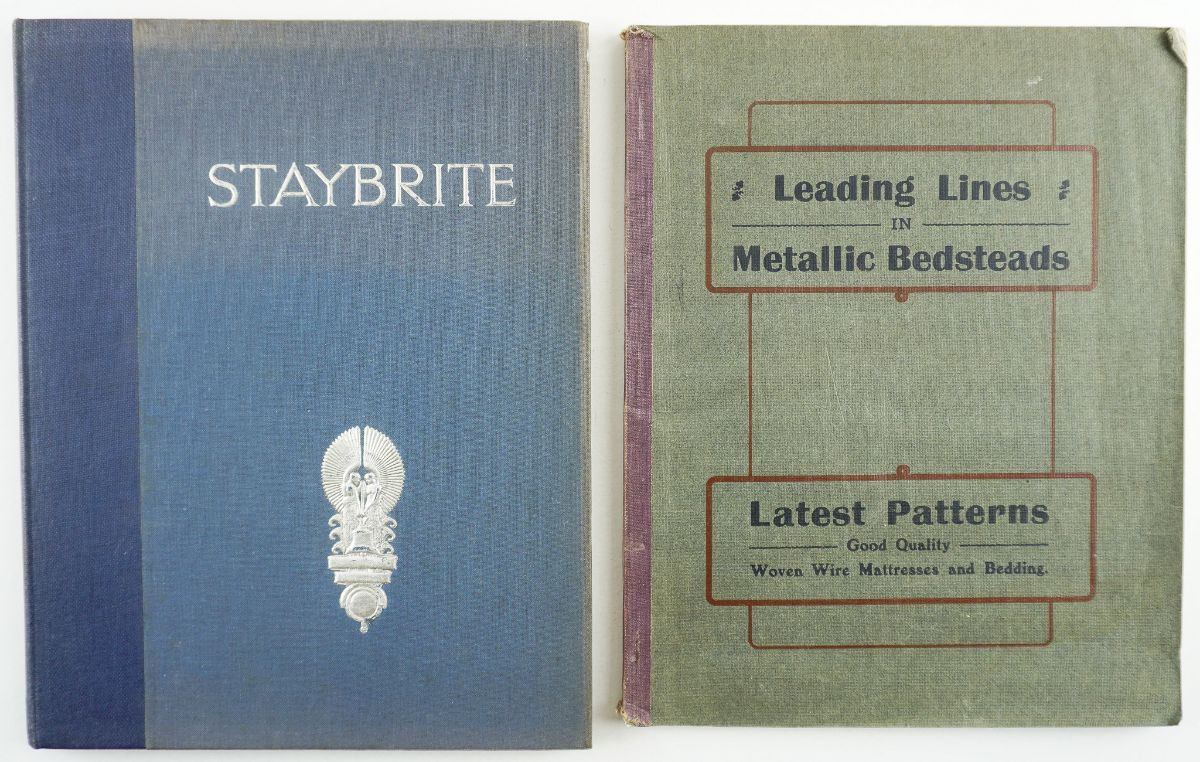 STAYBRITE
Leading Lines
IN
Metallic Bedsteads
Latest Patterns
Good Quality
Woven Wire Mattresses and Bedding.